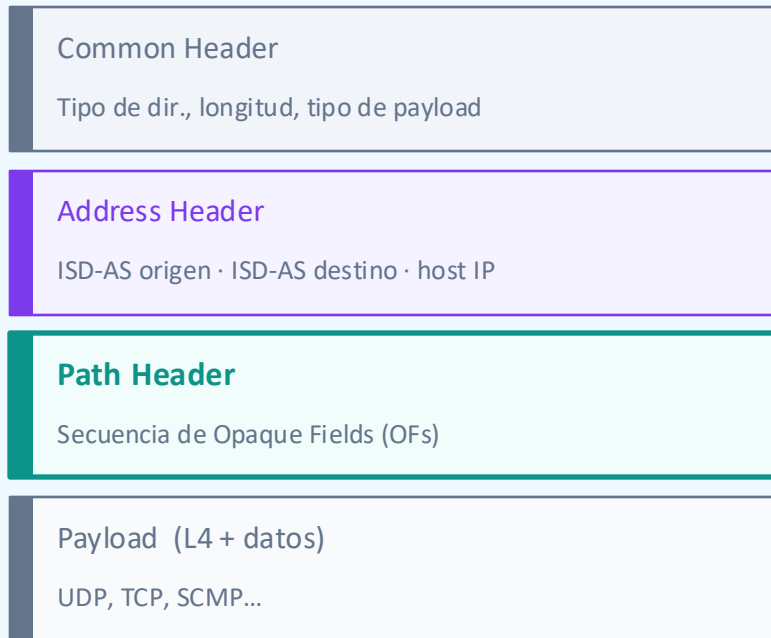 Common Header
Tipo de dir., longitud, tipo de payload
Address Header
ISD-AS origen · ISD-AS destino · host IP
Path Header
Secuencia de Opaque Fields (OFs)
Payload  (L4 + datos)
UDP, TCP, SCMP…